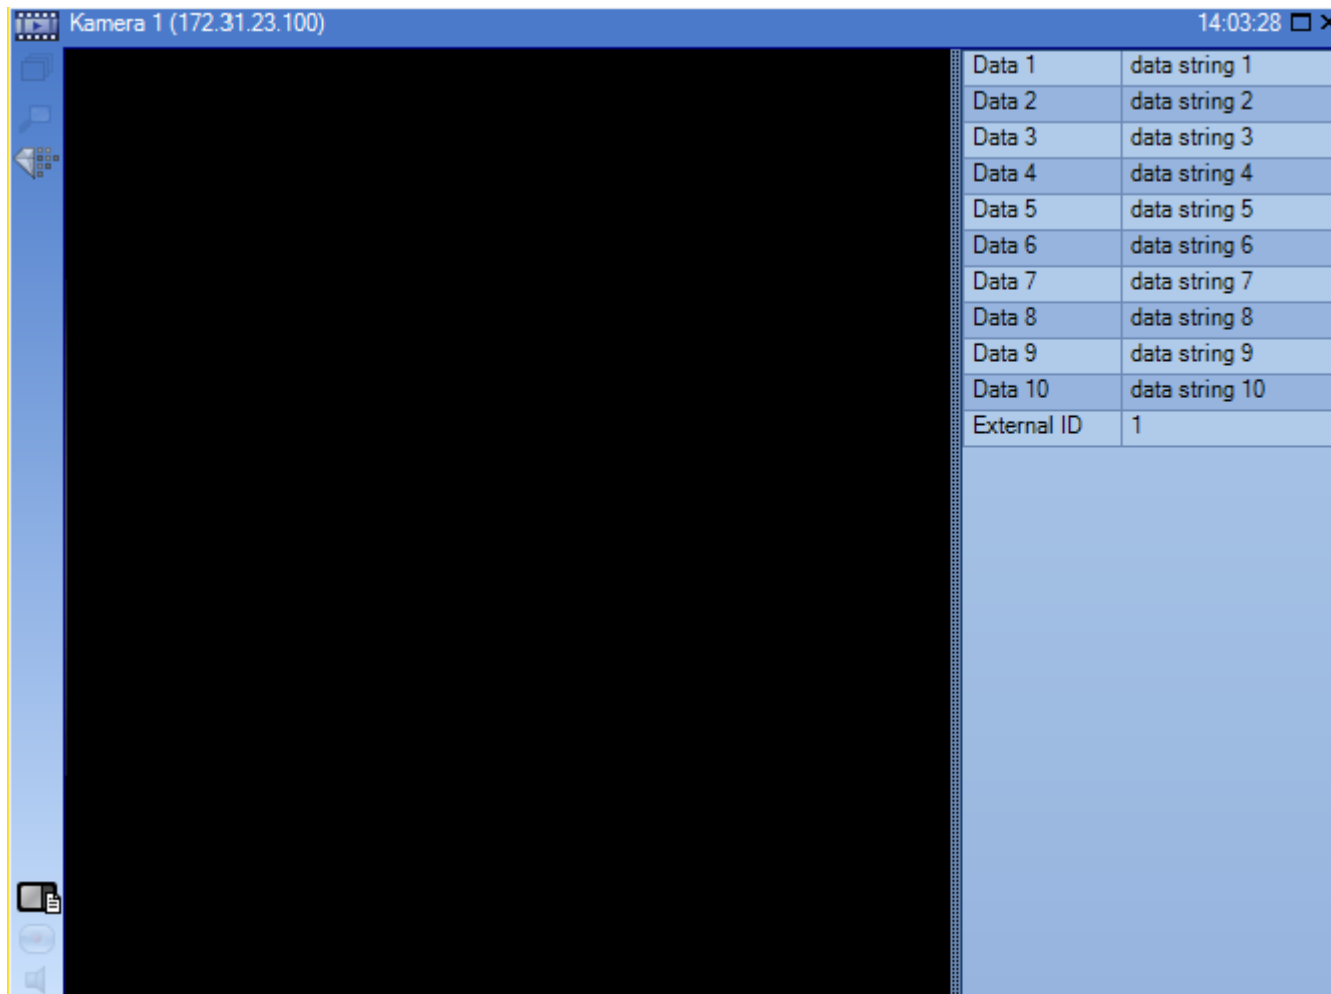 Kamera 1 (172.31.23.100) 14:03:28
Data 1 data string 1
Data 2 data string 2
Data 3 data string 3
Data 4 data string 4
Data 5 data string 5
Data 6 data string 6
Data 7 data string 7
Data 8 data string 8
Data 9 data string 9
Data 10 data string 10
External ID 1